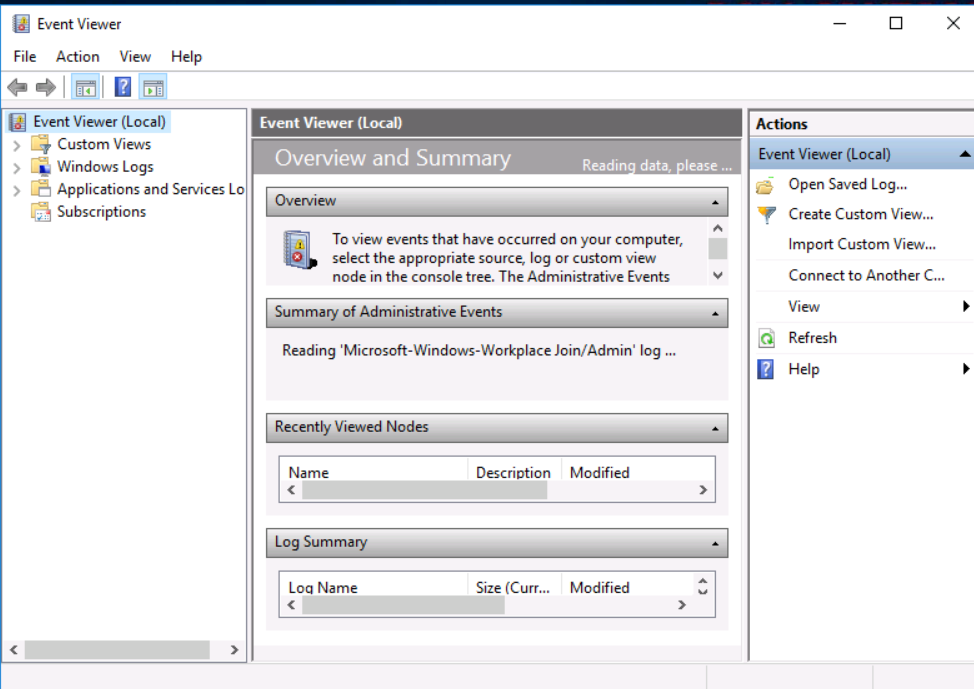 Event Viewer
File Action View Help
Event Viewer (Local)
Custom Views
Windows Logs
Applications and Services Lo
Subscriptions
Event Viewer (Local)
Overview and Summary
Reading data, please ...
Overview
To view events that have occurred on your computer,
select the appropriate source, log or custom view
node in the console tree. The Administrative Events
Summary of Administrative Events
Reading 'Microsoft-Windows-Workplace Join/Admin' log ...
Recently Viewed Nodes
Name Description Modified
Log Summary
Log Name Size (Curr... Modified
Actions
Event Viewer (Local)
Open Saved Log...
Create Custom View...
Import Custom View...
Connect to Another C...
View
Refresh
Help